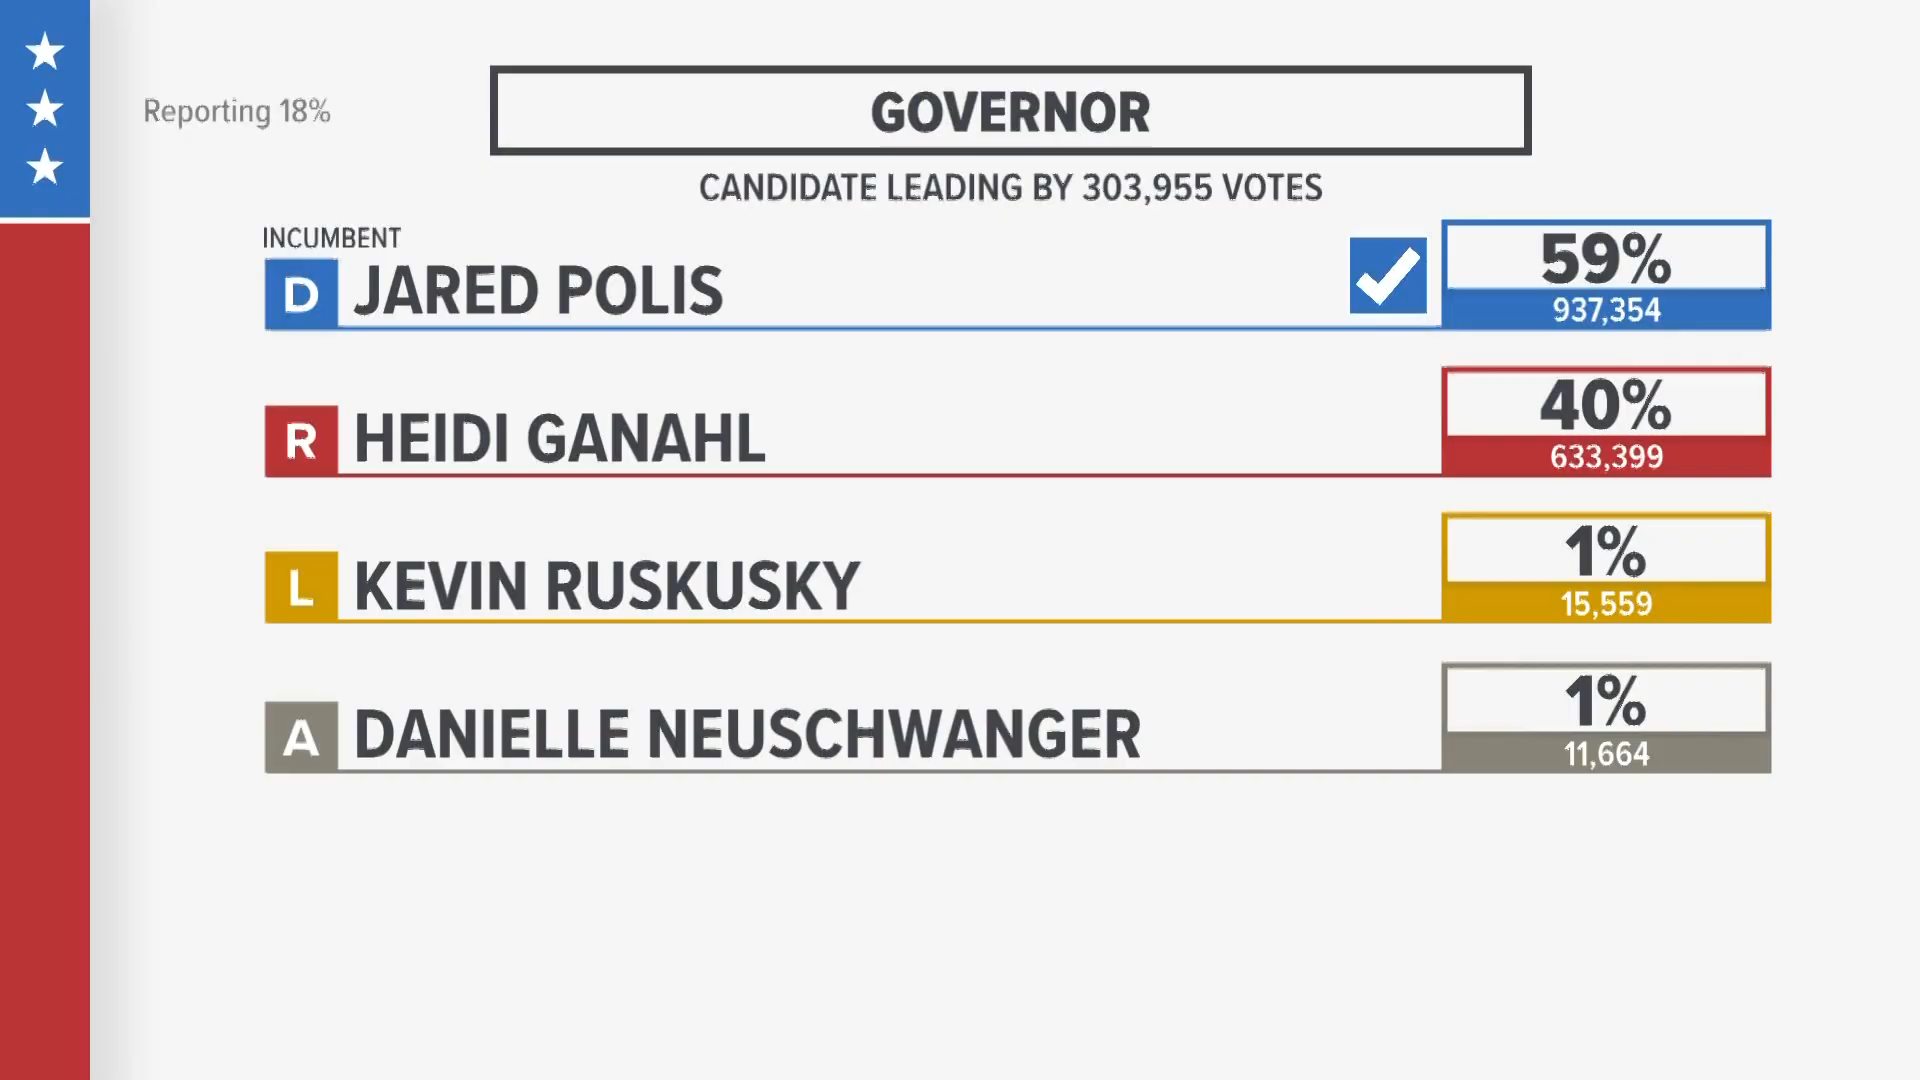 Reporting 18%
GOVERNOR
CANDIDATE LEADING BY 303,955 VOTES
INCUMBENT
D JARED POLIS 59%
937,354
R HEIDI GANAHL 40%
633,399
L KEVIN RUSKUSKY 1%
15,559
A DANIELLE NEUSCHWANGER 1%
11,664